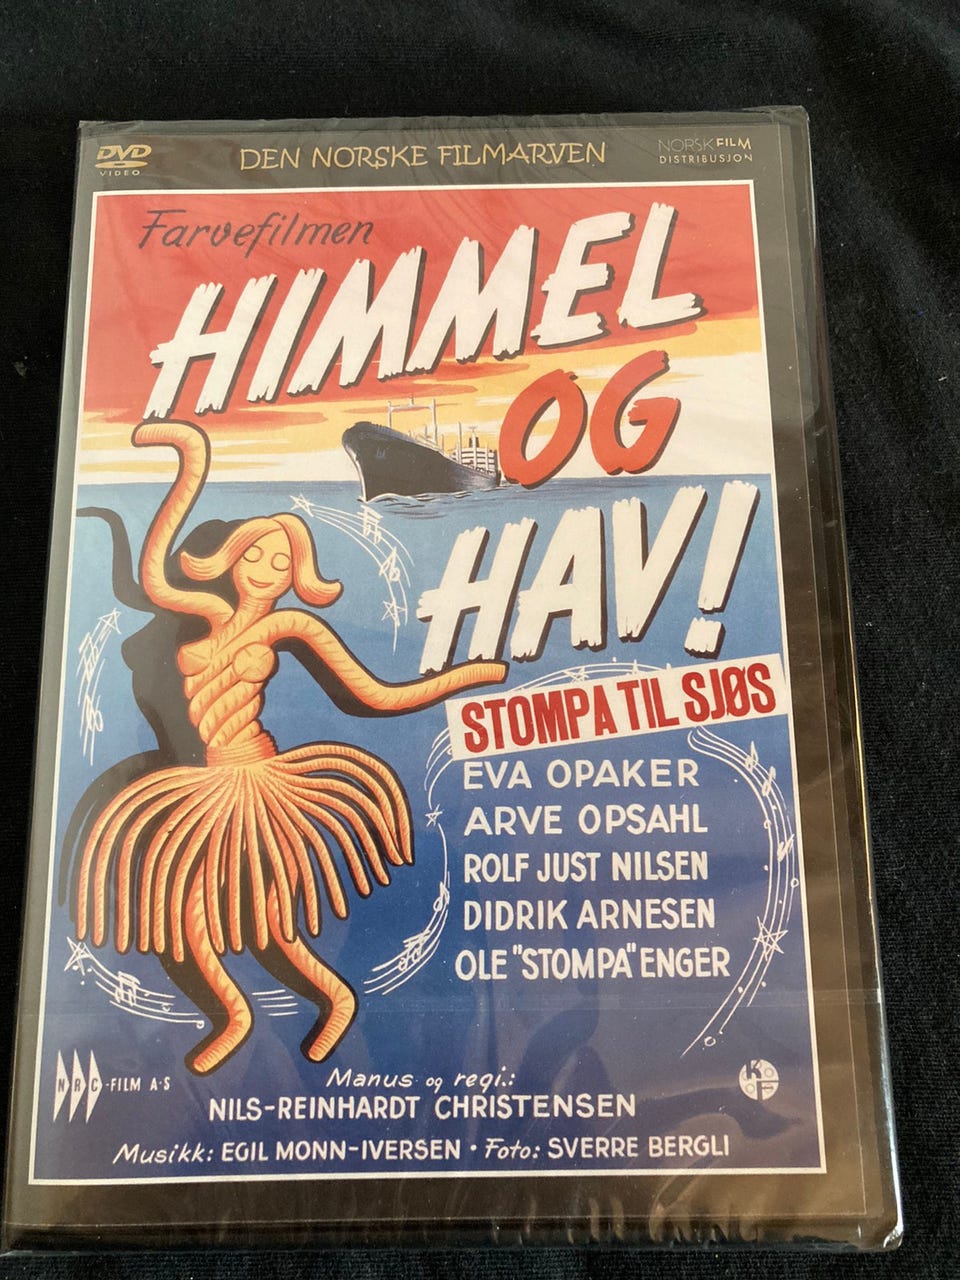 DVD
VIDEO
DEN NORSKE FILMARVEN
NORSKFILM
DISTRIBUSJON
Farvefilmen
HIMMEL
OG
HAV!
STOMPA TIL SJØS
EVA OPAKER
ARVE OPSAHL
ROLF JUST NILSEN
DIDRIK ARNESEN
OLE "STOMPA" ENGER
NRC-FILM A-S
KOOF
Manus og regi.:
NILS-REINHARDT CHRISTENSEN
Musikk: EGIL MONN-IVERSEN • Foto: SVERRE BERGLI